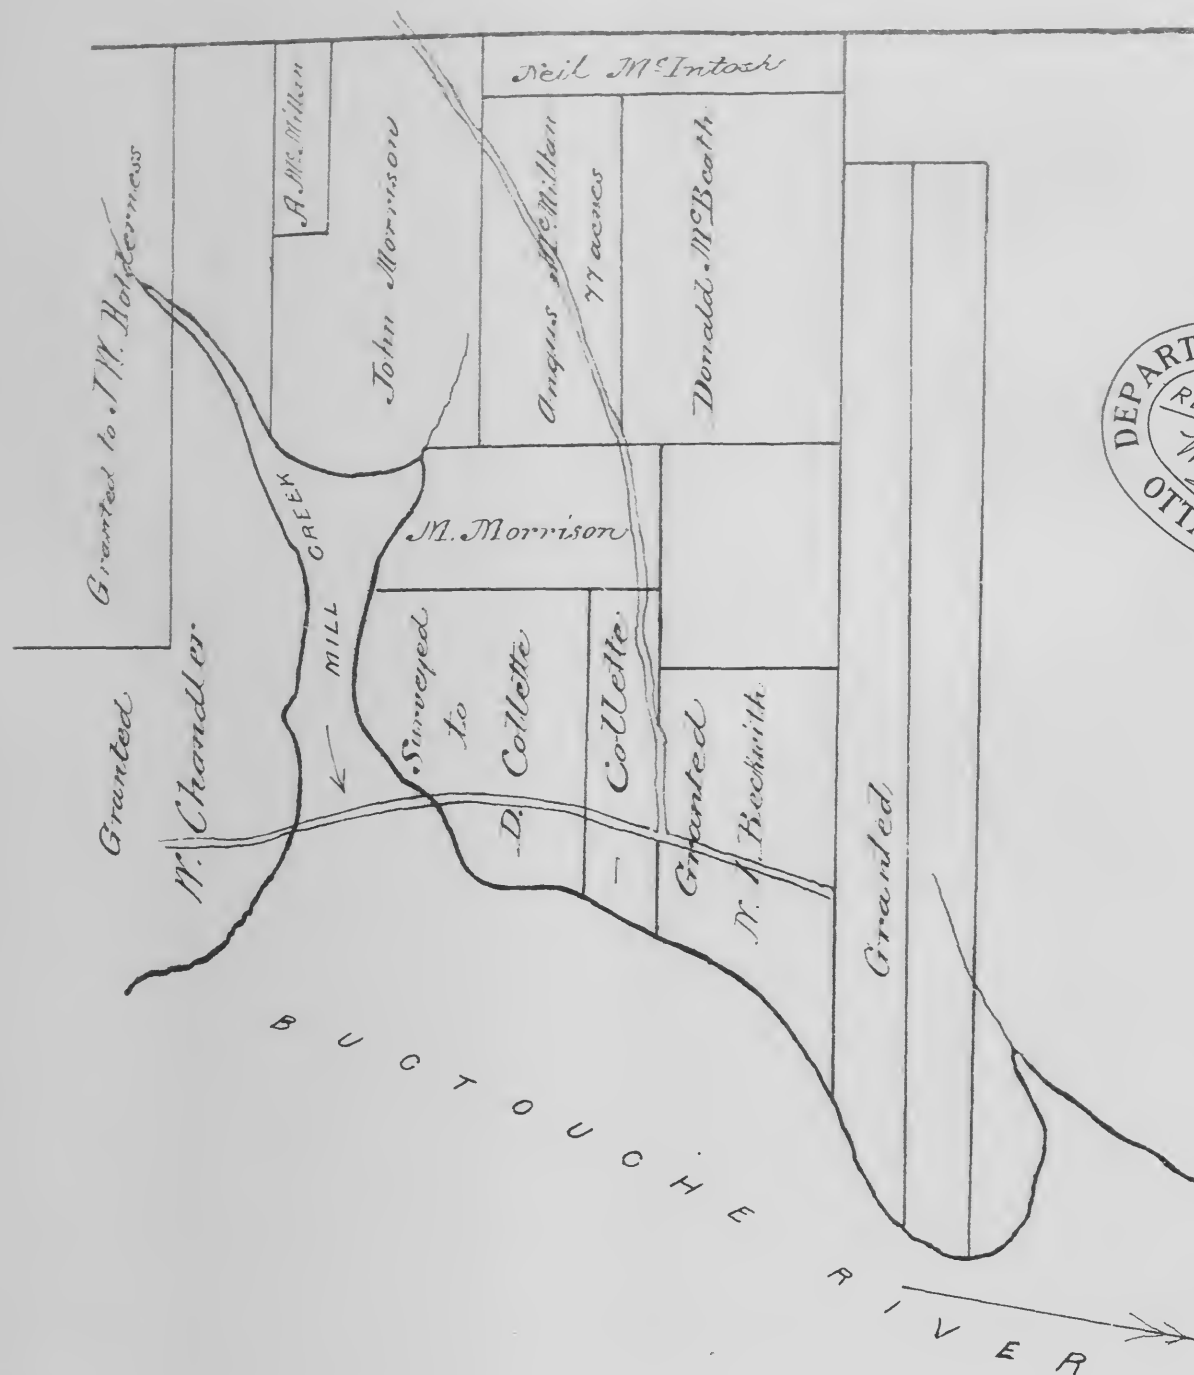 Neil McIntosh
A. McMillan
John Morrison
Angus McMillan
77 acres
Donald McBeath
Granted to J.W. Holderness
M. Morrison
MILL CREEK
Surveyed
to
D. Collette
— Collette
Granted
W. Chandler
Granted
Beckwith
Granted
BUCTOUCHE RIVER
OTTA